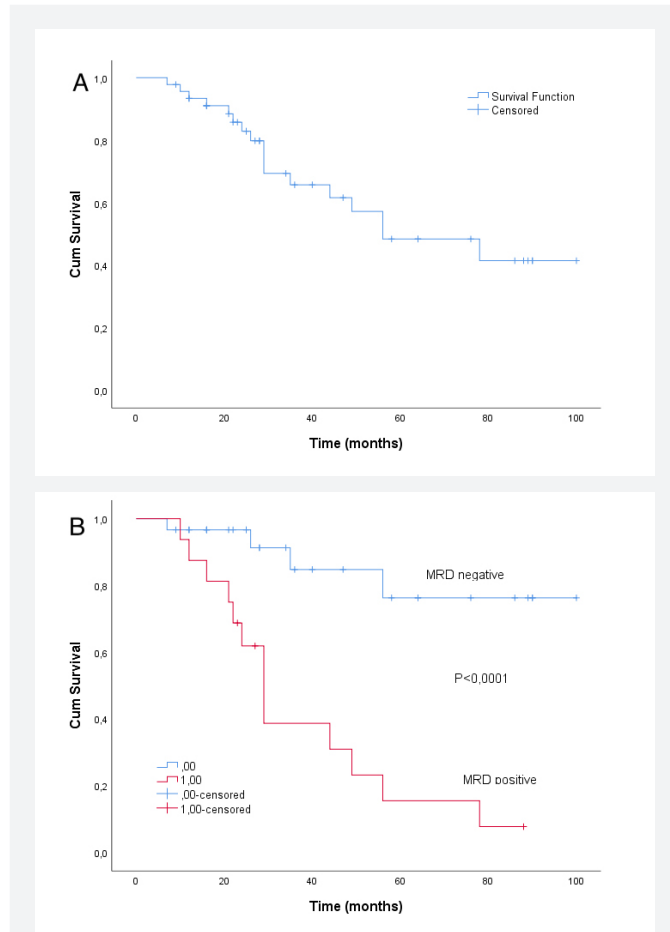 A
1,0
0,8
0,6
0,4
0,2
0,0
Cum Survival
Survival Function
Censored
0
20
40
60
80
100
Time (months)
B
1,0
0,8
0,6
0,4
0,2
0,0
Cum Survival
MRD negative
P<0,0001
MRD positive
,00
1,00
,00-censored
1,00-censored
0
20
40
60
80
100
Time (months)